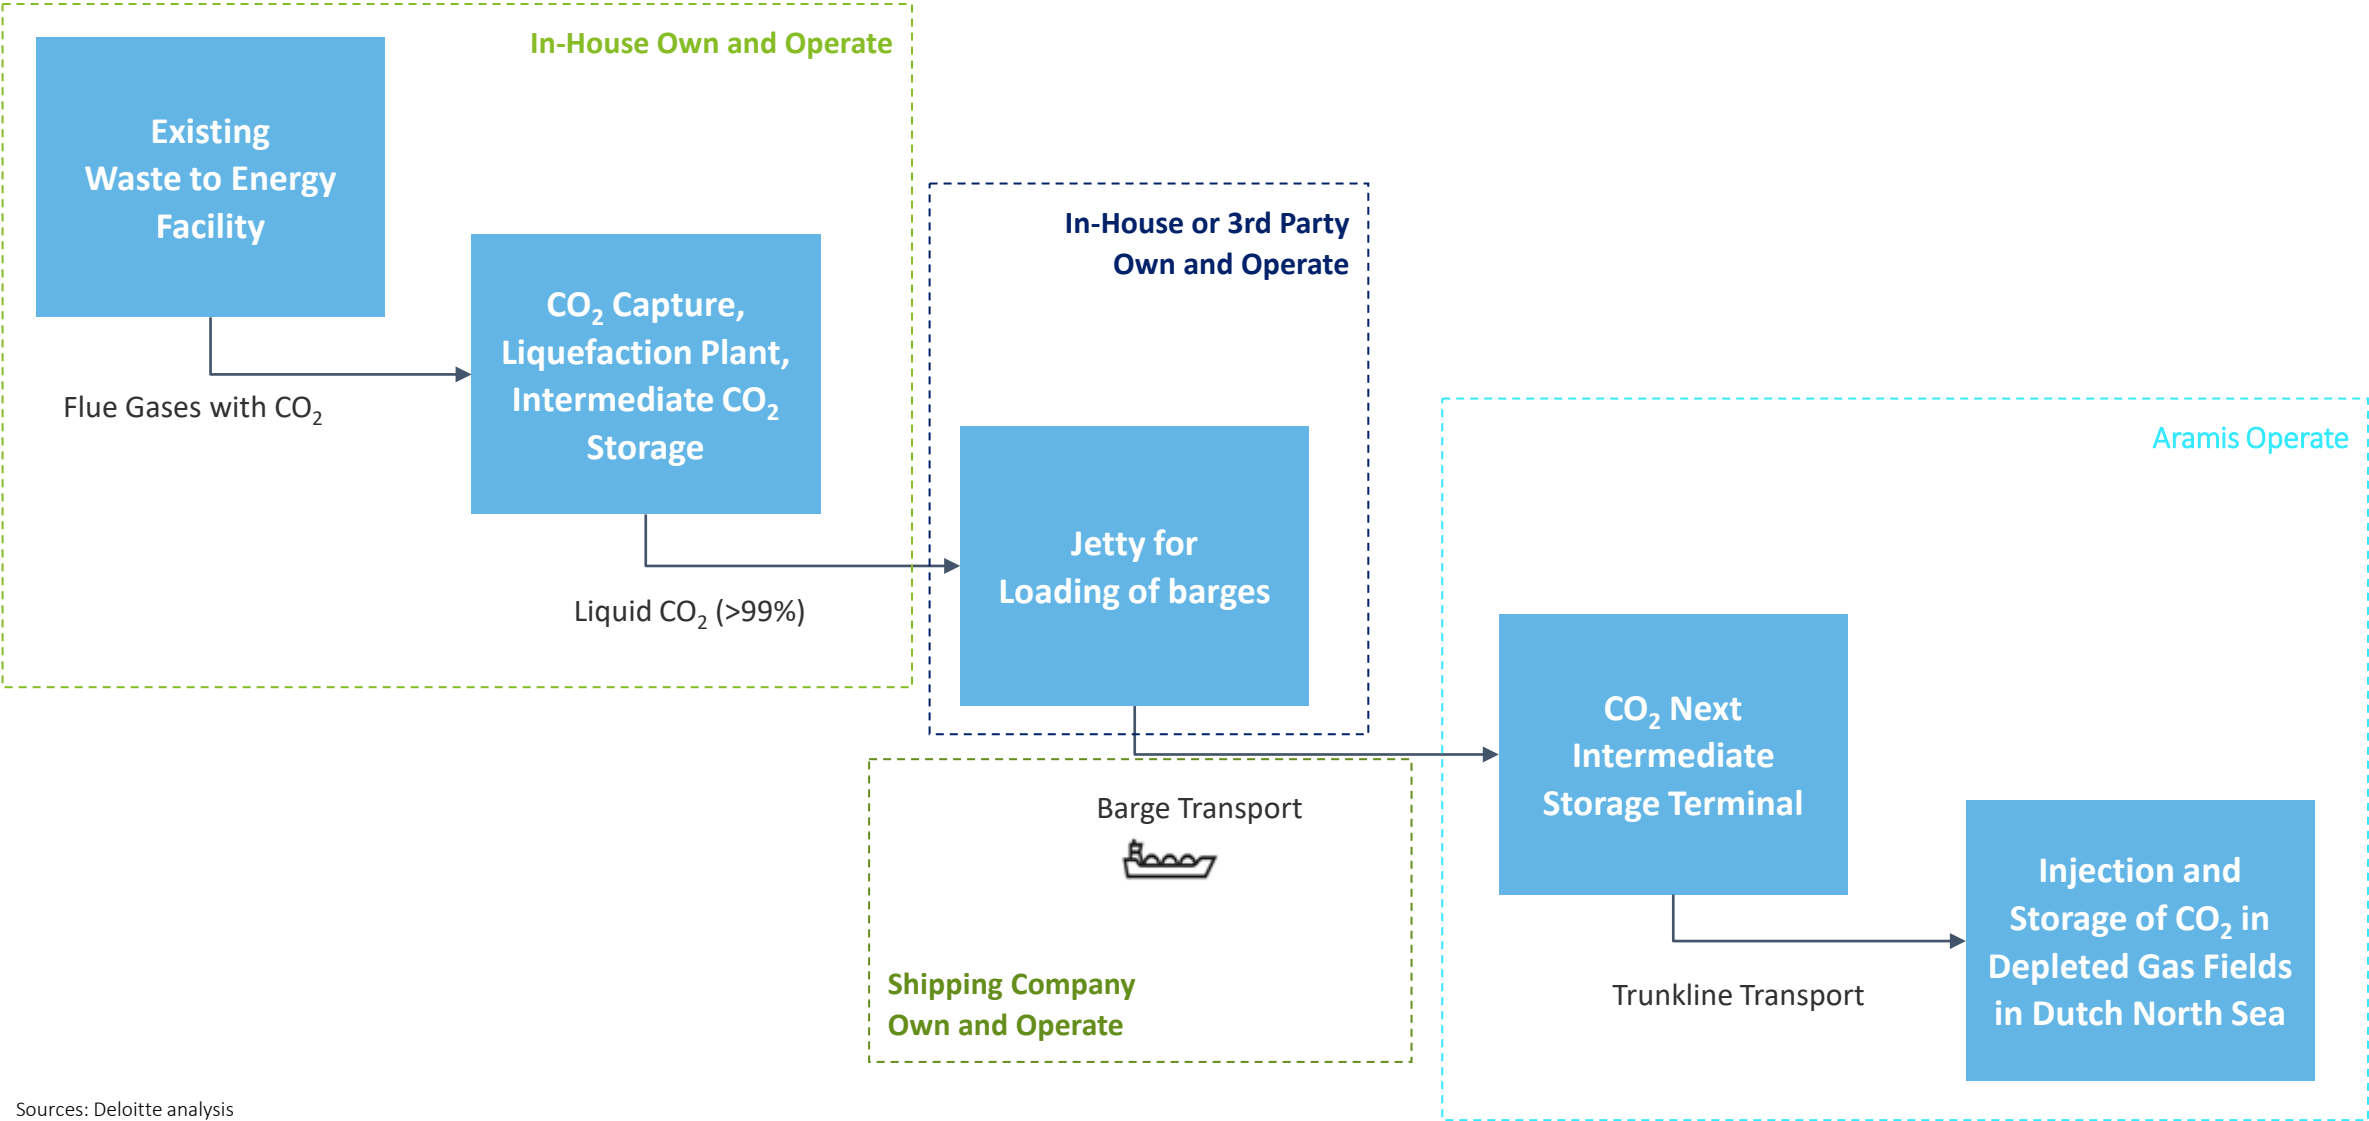 In-House Own and Operate
Existing
Waste to Energy
Facility
Flue Gases with CO₂
CO₂ Capture,
Liquefaction Plant,
Intermediate CO₂
Storage
Liquid CO₂ (>99%)
In-House or 3rd Party
Own and Operate
Jetty for
Loading of barges
Barge Transport
Shipping Company
Own and Operate
Aramis Operate
CO₂ Next
Intermediate
Storage Terminal
Trunkline Transport
Injection and
Storage of CO₂ in
Depleted Gas Fields
in Dutch North Sea
Sources: Deloitte analysis